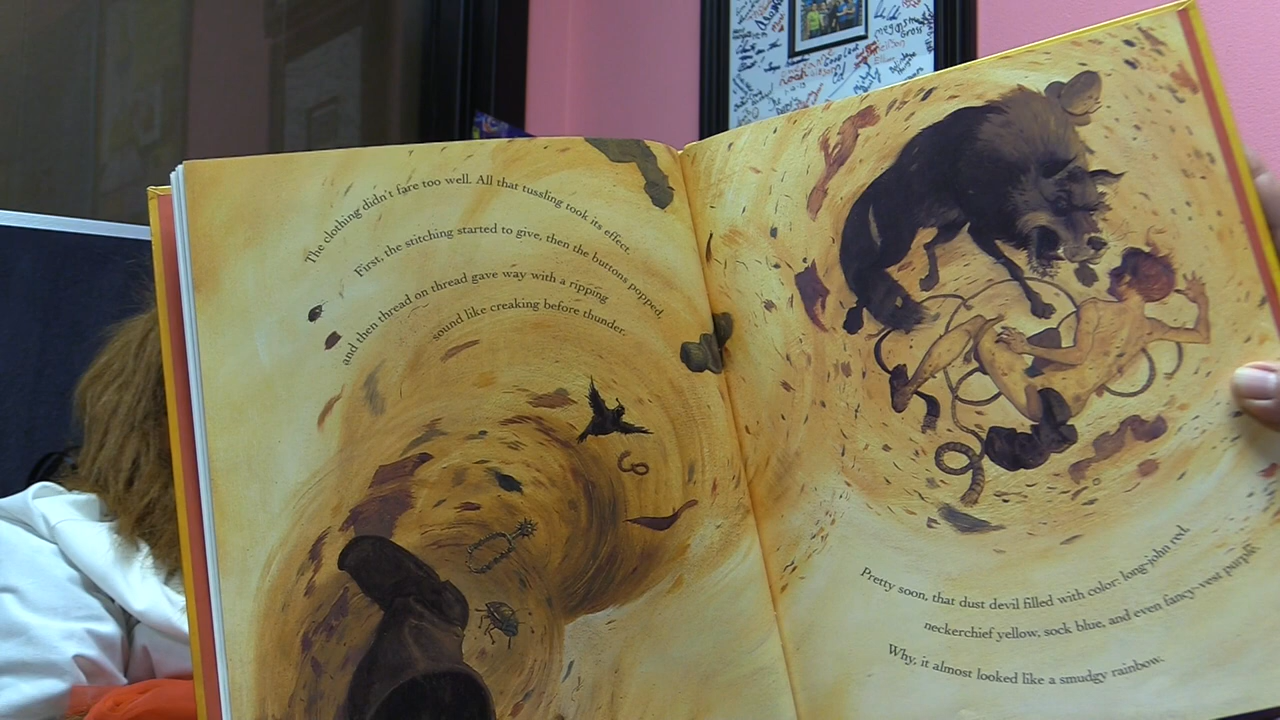 The clothing didn't fare too well. All that tussling took its effect.
First, the stitching started to give, then the buttons popped,
and then thread on thread gave way with a ripping
sound like creaking before thunder.
Pretty soon, that dust devil filled with color: long-john red,
neckerchief yellow, sock blue, and even fancy-vest purple.
Why, it almost looked like a smudgy rainbow.